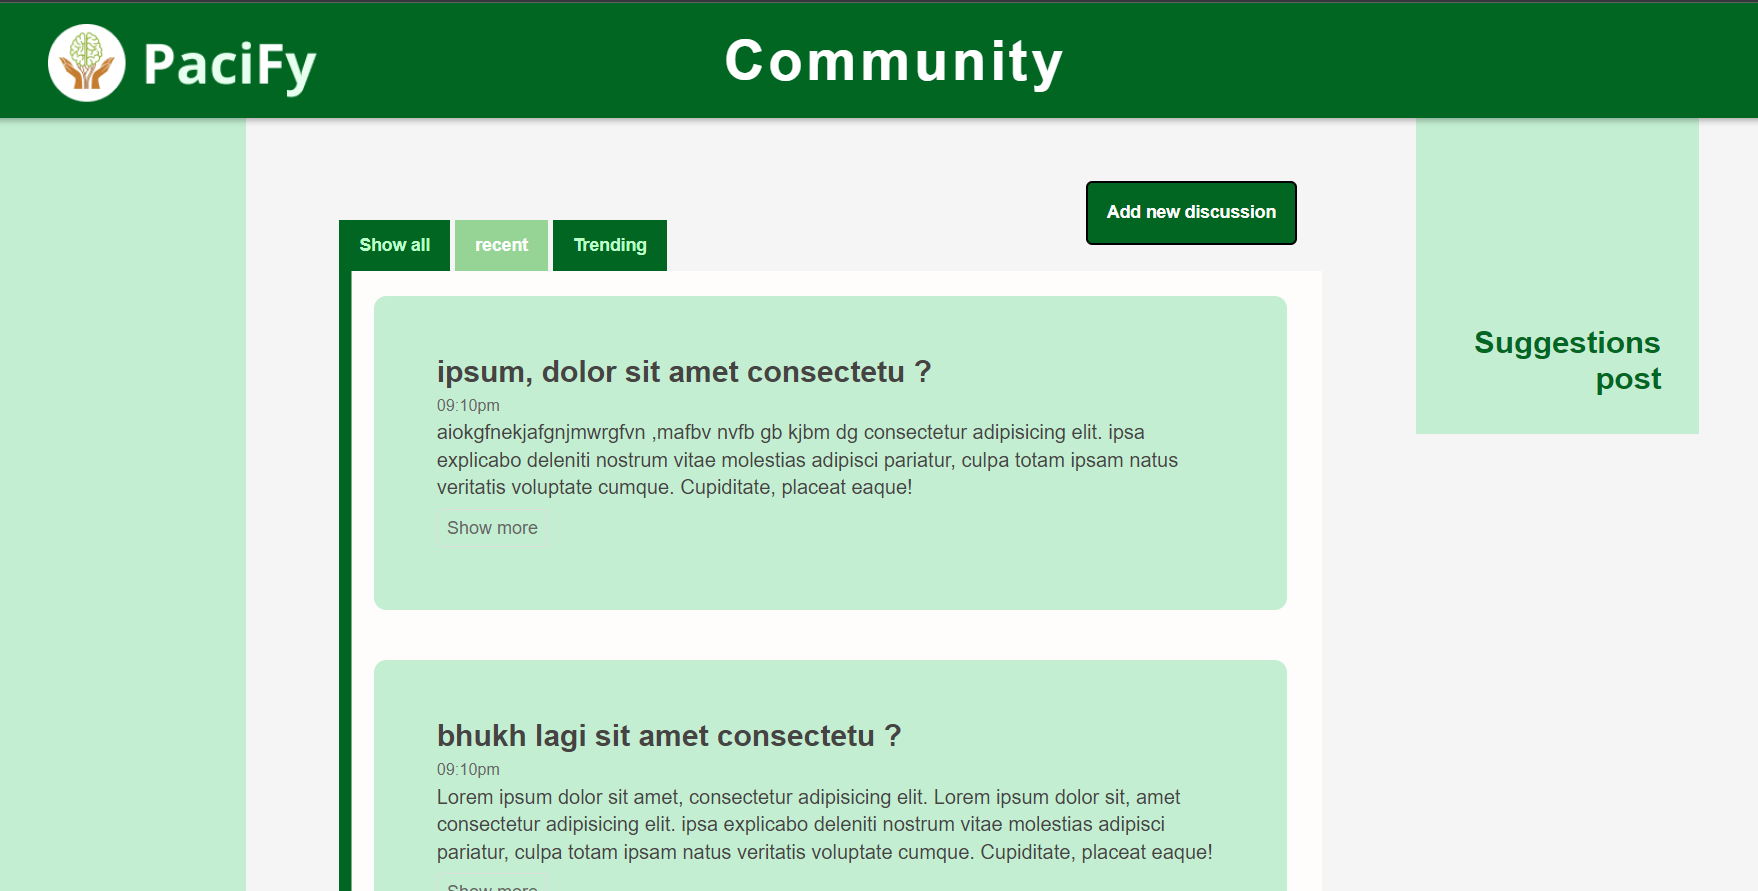 PaciFy
Community
Add new discussion
Show all
recent
Trending
ipsum, dolor sit amet consectetu ?
09:10pm
aiokgfnekjafgnjmwrgfvn ,mafbv nvfb gb kjbm dg consectetur adipisicing elit. ipsa
explicabo deleniti nostrum vitae molestias adipisci pariatur, culpa totam ipsam natus
veritatis voluptate cumque. Cupiditate, placeat eaque!
Show more
Suggestions
post
bhukh lagi sit amet consectetu ?
09:10pm
Lorem ipsum dolor sit amet, consectetur adipisicing elit. Lorem ipsum dolor sit, amet
consectetur adipisicing elit. ipsa explicabo deleniti nostrum vitae molestias adipisci
pariatur, culpa totam ipsam natus veritatis voluptate cumque. Cupiditate, placeat eaque!
Show more